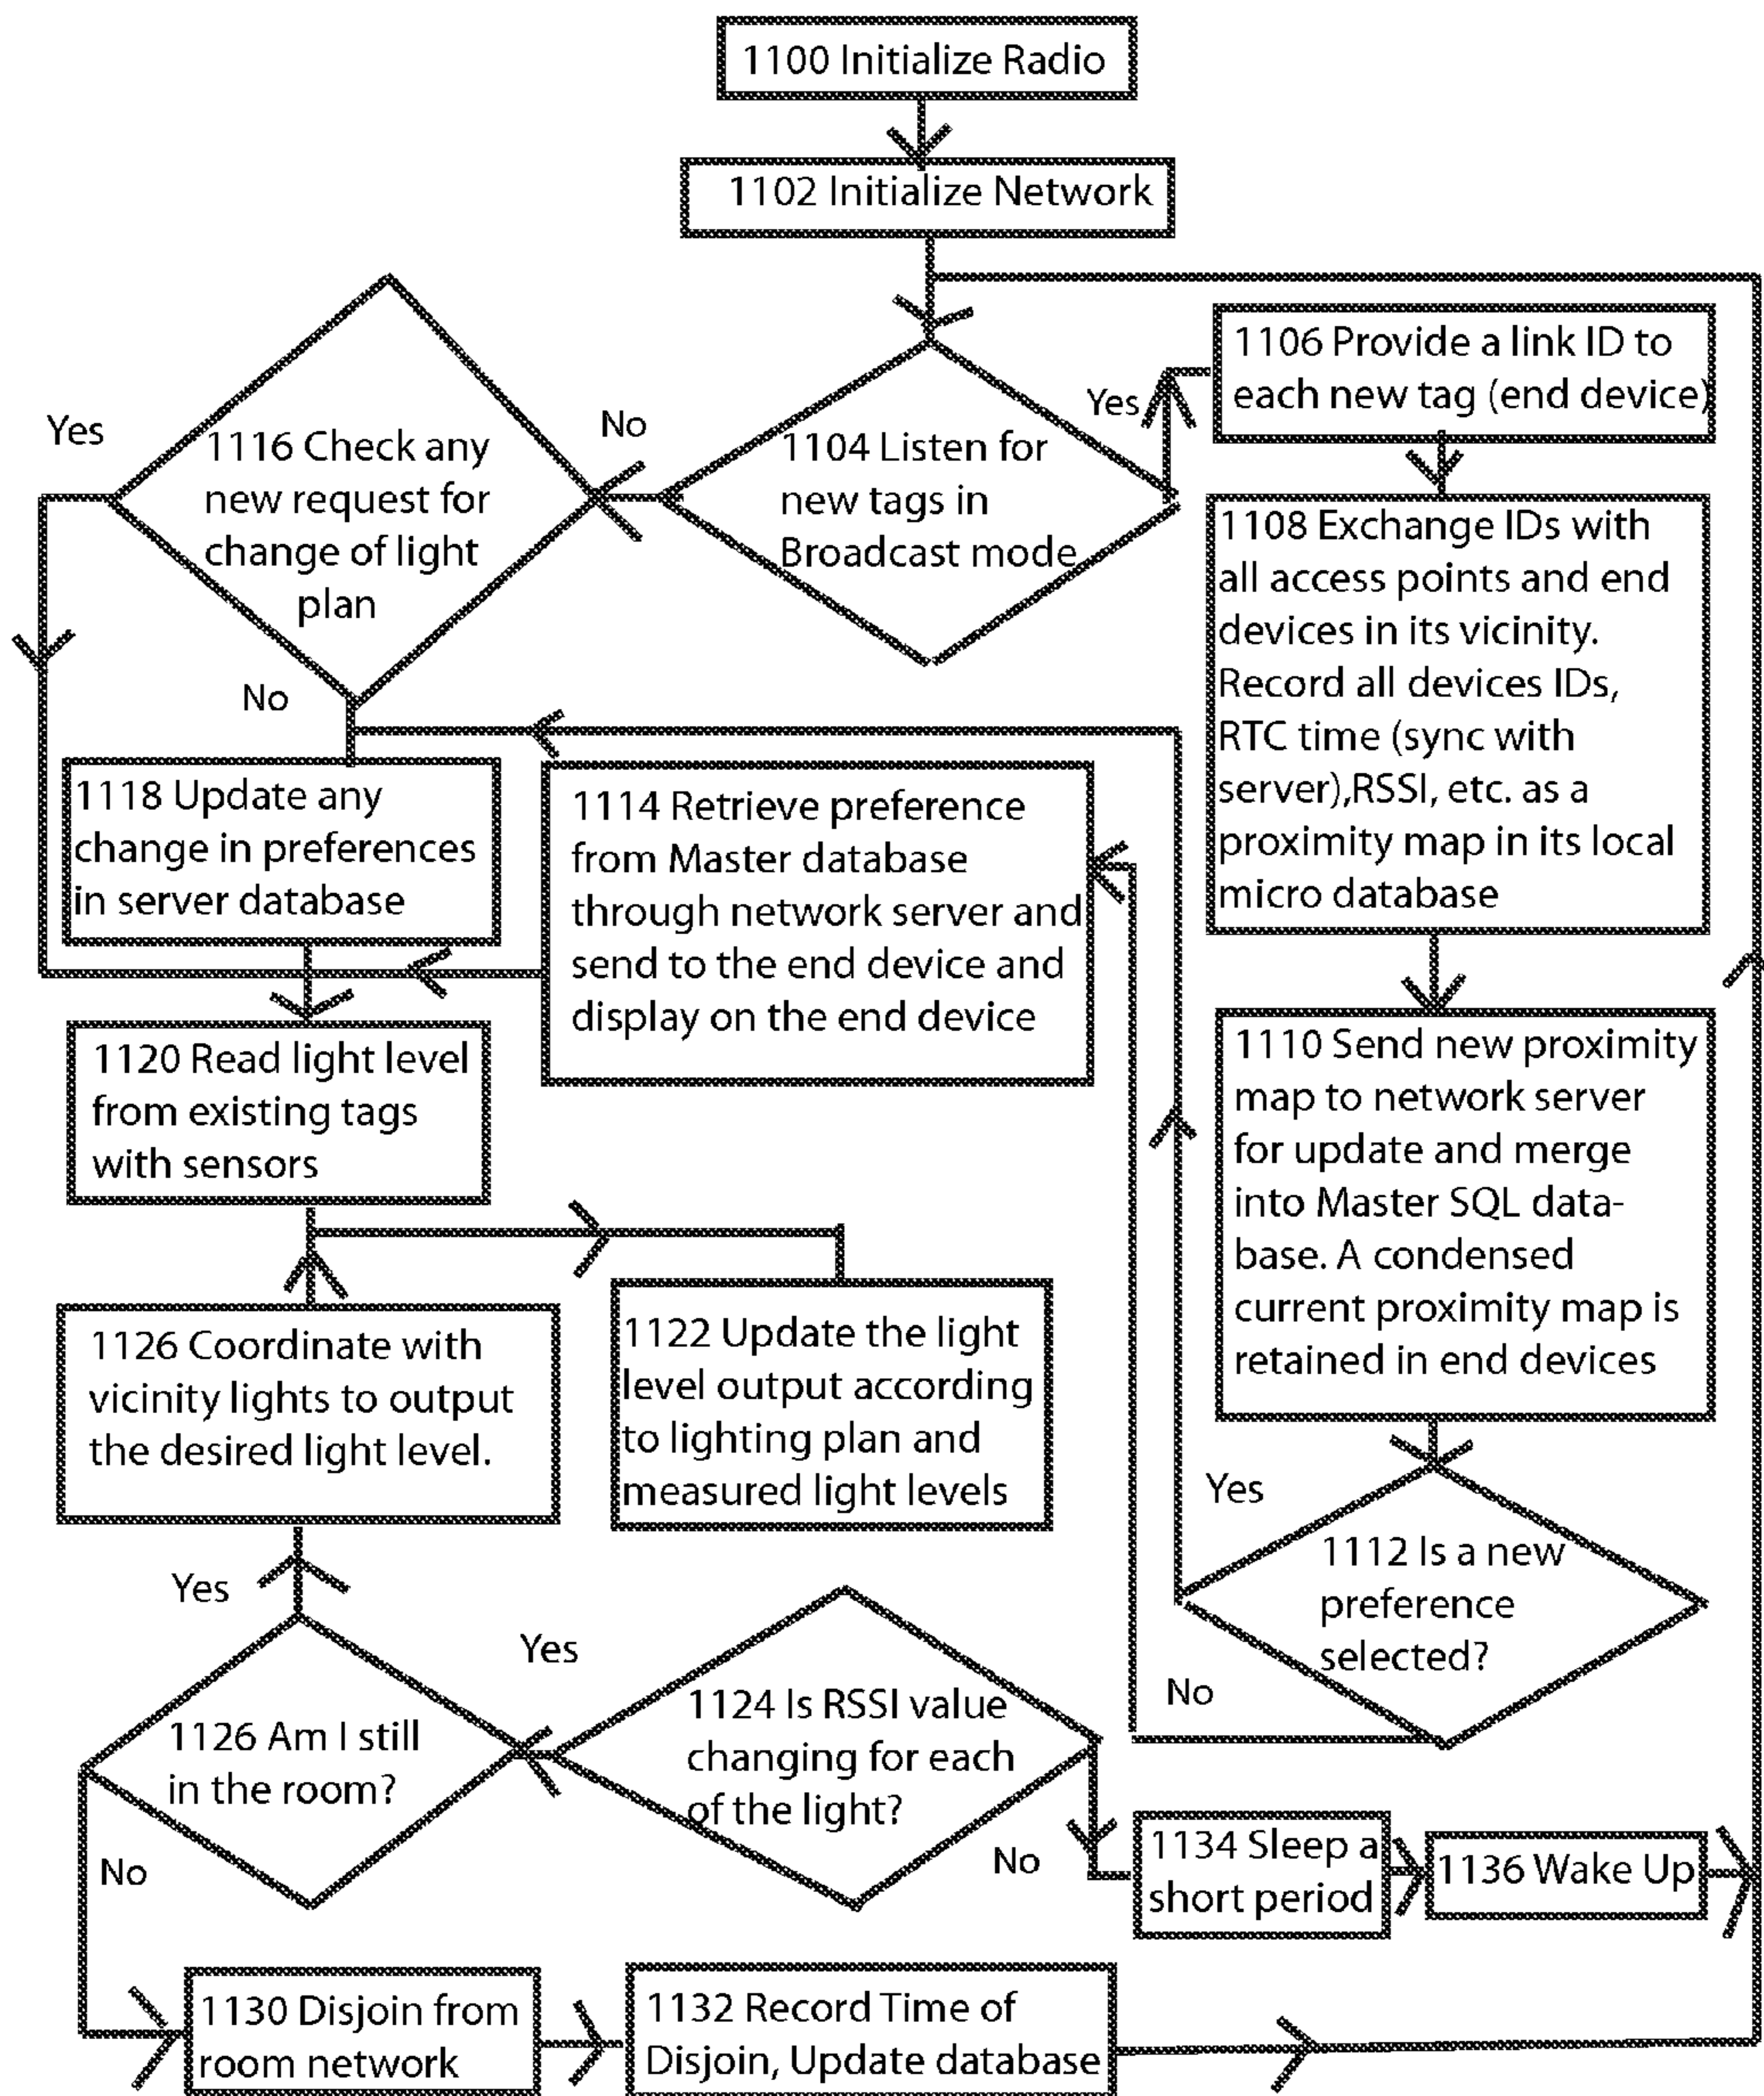 1100 Initialize Radio
1102 Initialize Network
1106 Provide a link ID to
each new tag (end device)
Yes
Yes
No
1116 Check any
new request for
change of light
plan
1104 Listen for
new tags in
Broadcast mode
1108 Exchange IDs with
all access points and end
devices in its vicinity.
Record all devices IDs,
RTC time (sync with
server),RSSI, etc. as a
proximity map in its local
micro database
No
1118 Update any
change in preferences
in server database
1114 Retrieve preference
from Master database
through network server and
send to the end device and
display on the end device
1120 Read light level
from existing tags
with sensors
1110 Send new proximity
map to network server
for update and merge
into Master SQL data-
base. A condensed
current proximity map is
retained in end devices
1126 Coordinate with
vicinity lights to output
the desired light level.
1122 Update the light
level output according
to lighting plan and
measured light levels
Yes
1112 Is a new
preference
selected?
No
Yes
Yes
1126 Am I still
in the room?
1124 Is RSSI value
changing for each
of the light?
No
No
1134 Sleep a
short period
1136 Wake Up
1130 Disjoin from
room network
1132 Record Time of
Disjoin, Update database